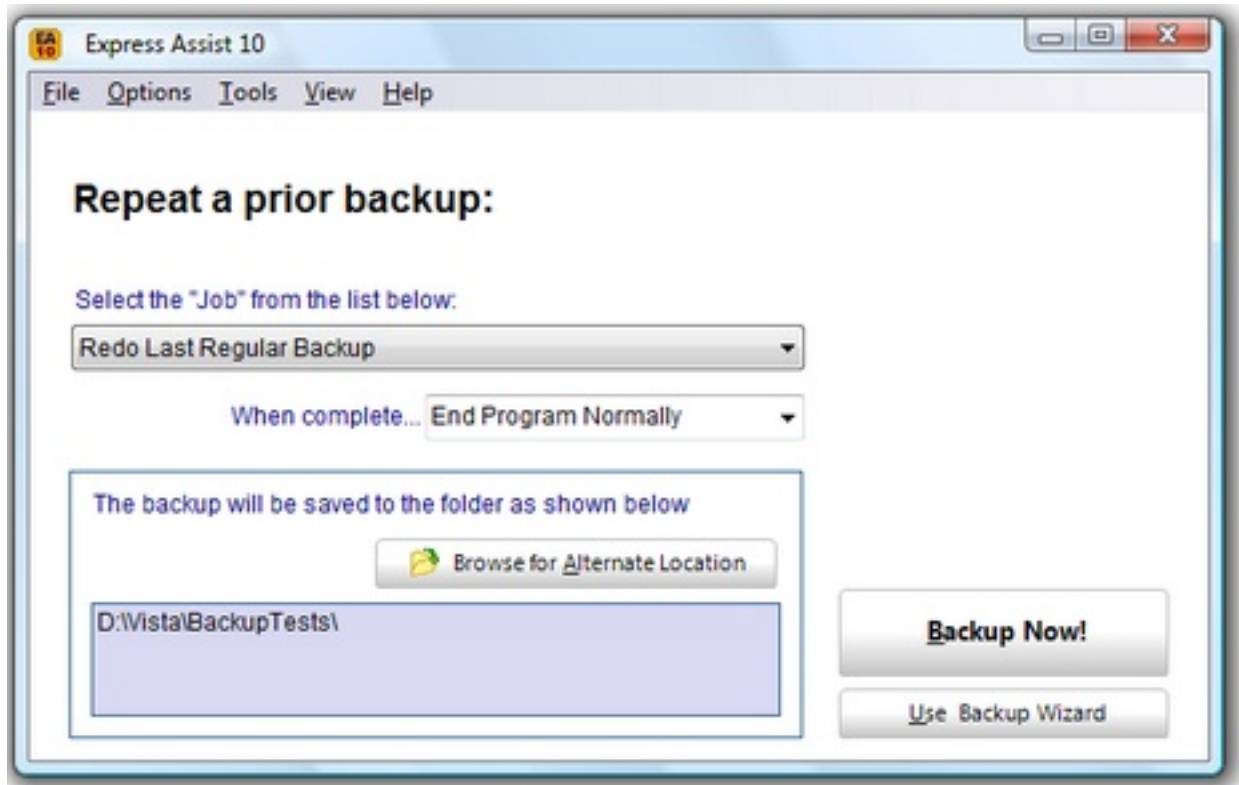 EA
10
Express Assist 10
File Options Tools View Help
Repeat a prior backup:
Select the "Job" from the list below:
Redo Last Regular Backup
When complete... End Program Normally
The backup will be saved to the folder as shown below
Browse for Alternate Location
D:\Vista\BackupTests\
Backup Now!
Use Backup Wizard